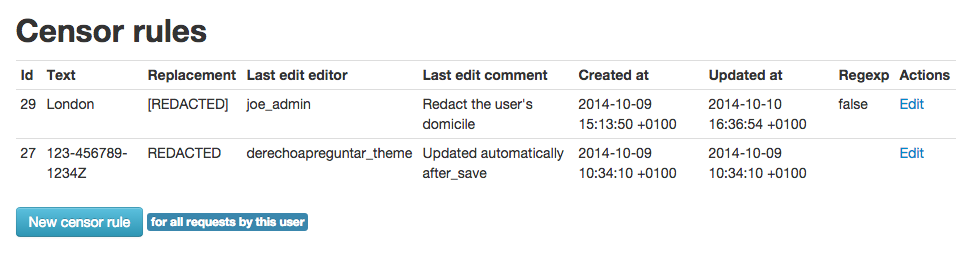 Censor rules
Id Text Replacement Last edit editor Last edit comment Created at Updated at Regexp Actions
29 London [REDACTED] joe_admin Redact the user's 2014-10-09 2014-10-10 false Edit
domicile 15:13:50 +0100 16:36:54 +0100
27 123-456789- REDACTED derechoapreguntar_theme Updated automatically 2014-10-09 2014-10-09 Edit
1234Z after_save 10:34:10 +0100 10:34:10 +0100
New censor rule for all requests by this user